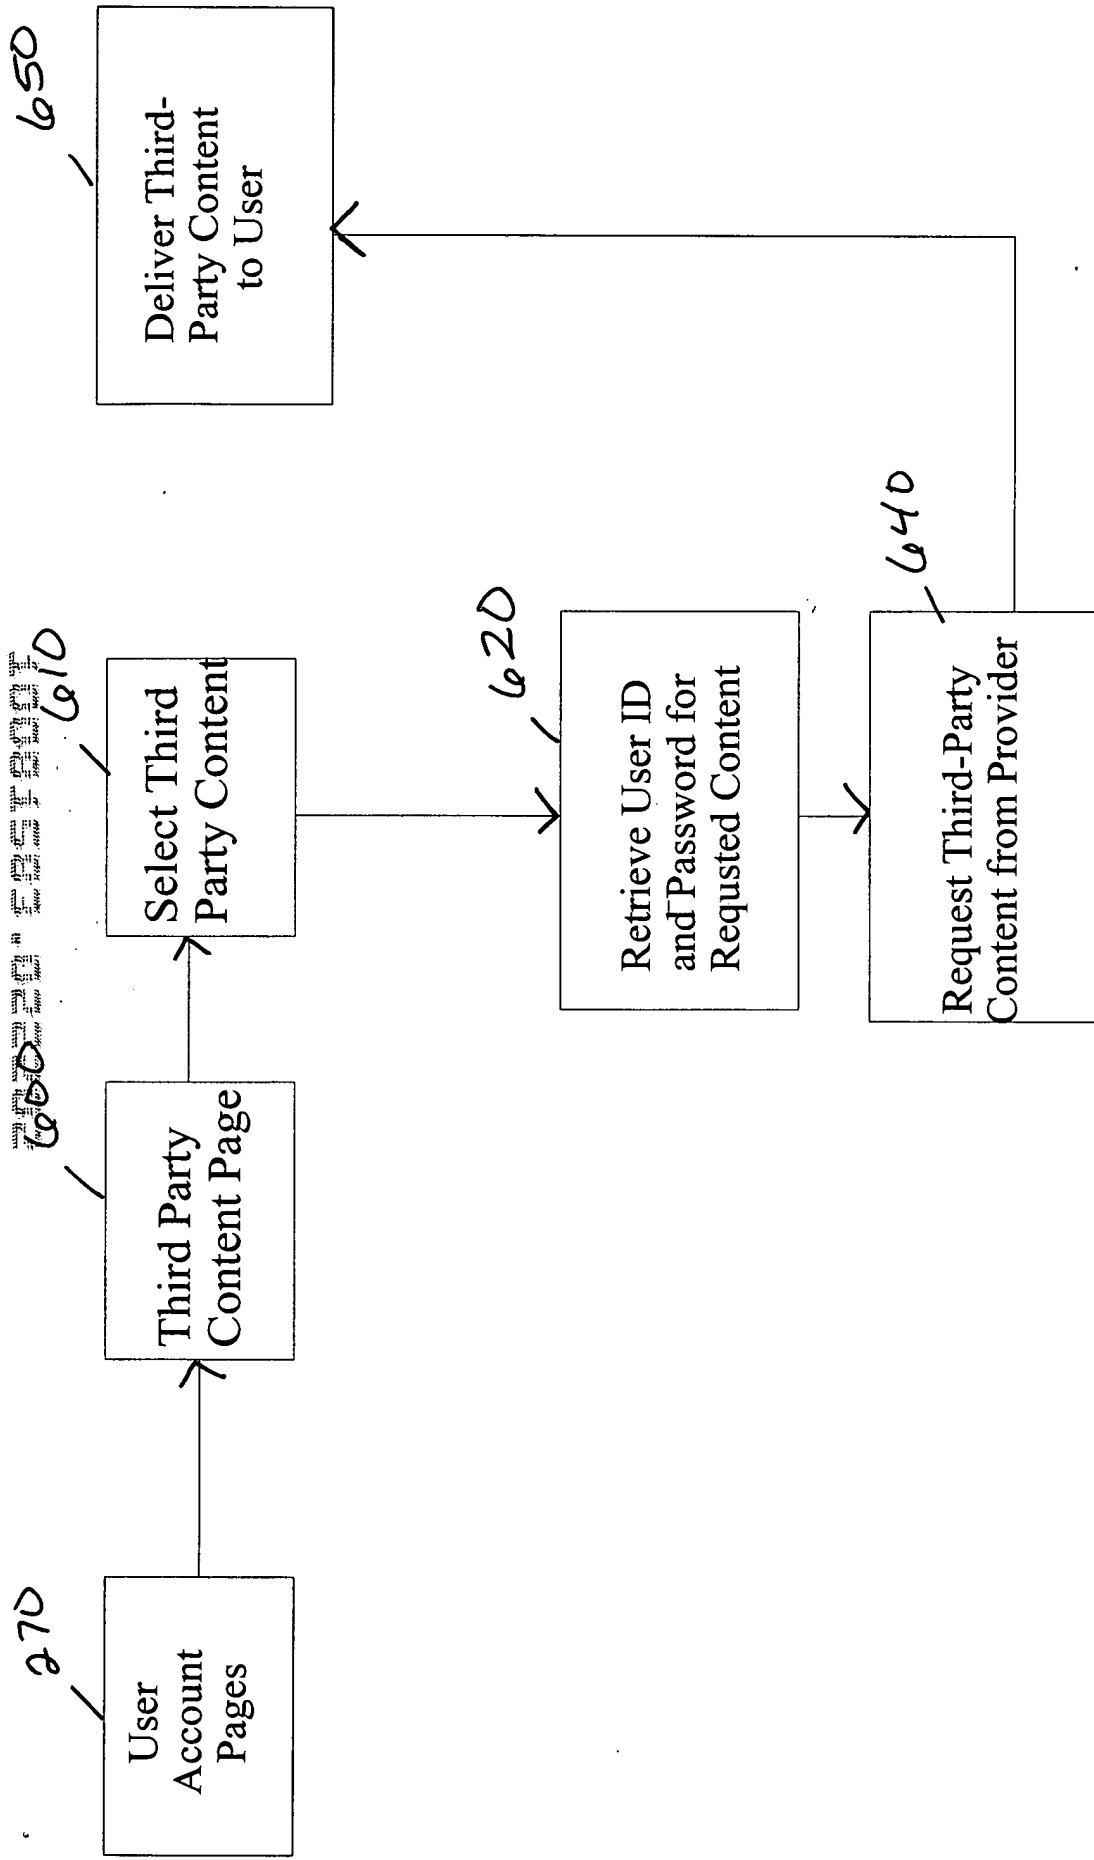 270
User
Account
Pages
600
Third Party
Content Page
610
Select Third
Party Content
620
Retrieve User ID
and Password for
Requsted Content
640
Request Third-Party
Content from Provider
650
Deliver Third-
Party Content
to User